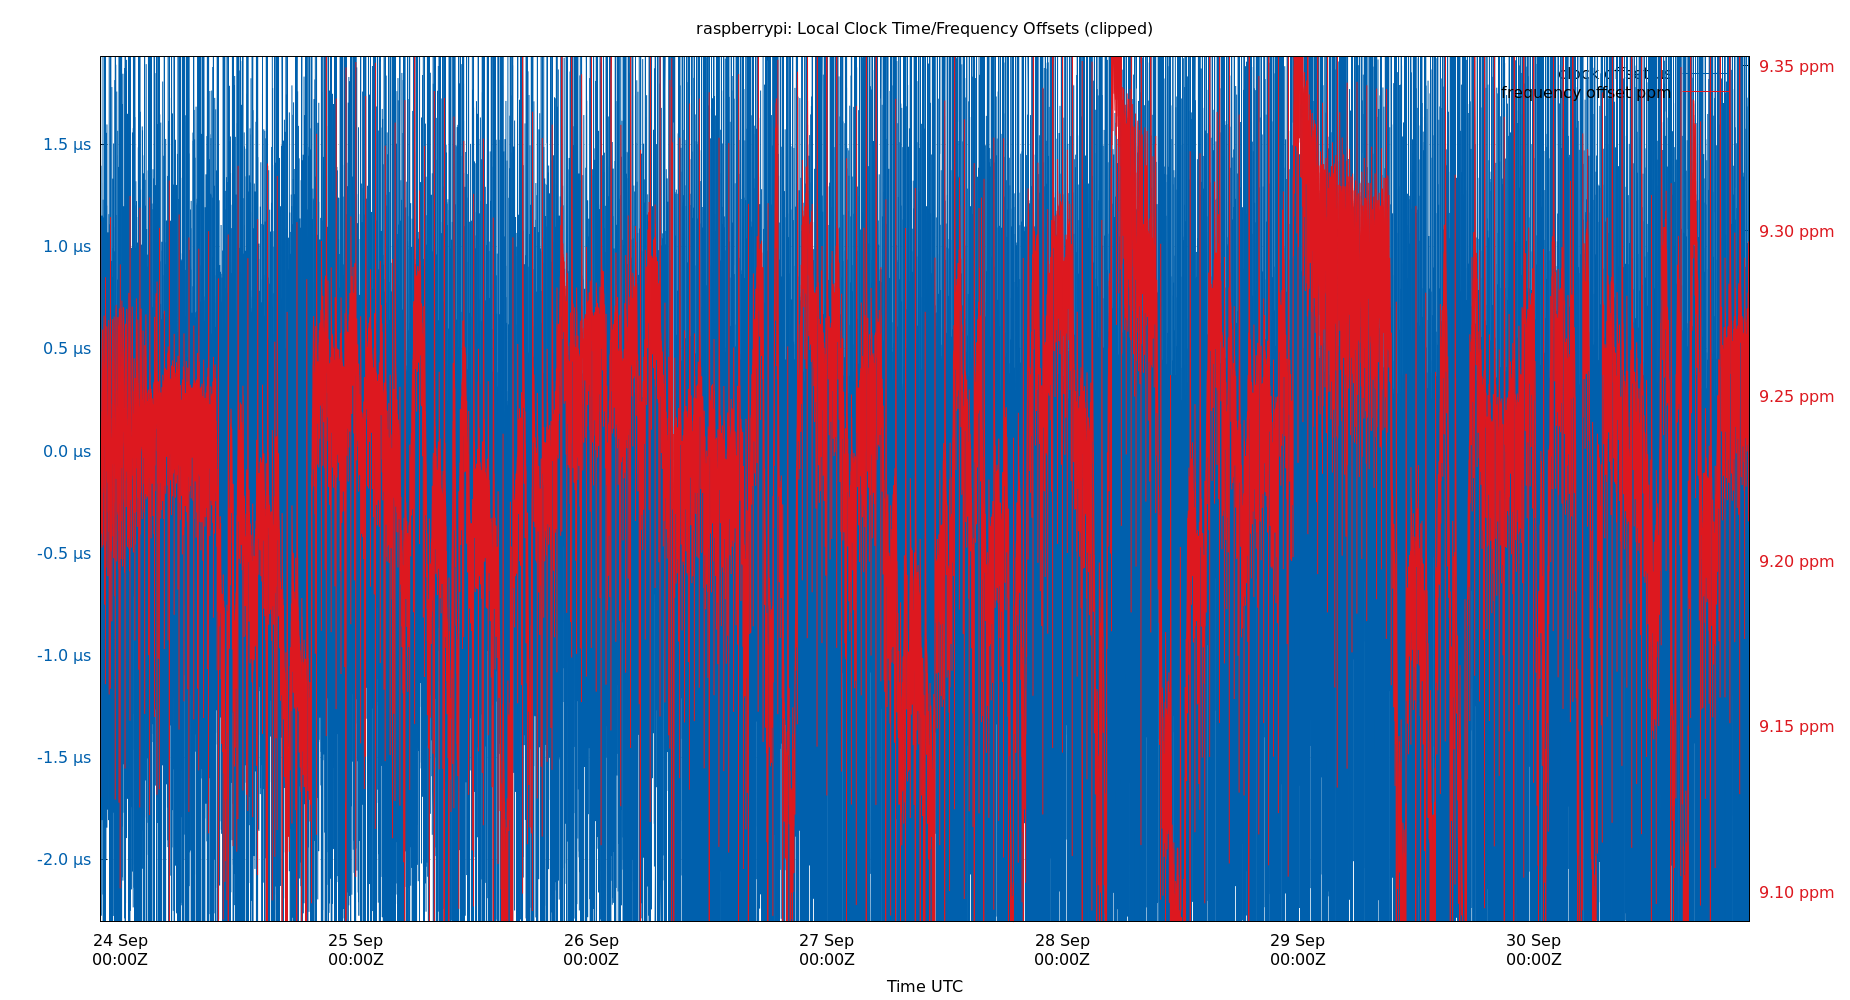 raspberrypi: Local Clock Time/Frequency Offsets (clipped)
clock offset µs
frequency offset ppm
1.5 µs
1.0 µs
0.5 µs
0.0 µs
-0.5 µs
-1.0 µs
-1.5 µs
-2.0 µs
9.35 ppm
9.30 ppm
9.25 ppm
9.20 ppm
9.15 ppm
9.10 ppm
24 Sep 25 Sep 26 Sep 27 Sep 28 Sep 29 Sep 30 Sep
00:00Z 00:00Z 00:00Z 00:00Z 00:00Z 00:00Z 00:00Z
Time UTC